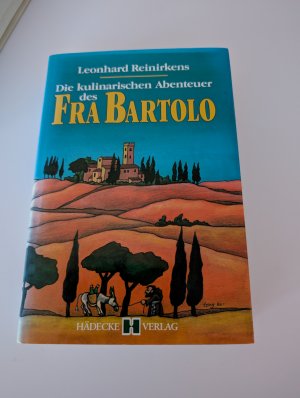 Leonhard Reinirkens
Die kulinarischen Abenteuer
des
FRA BARTOLO
HÄDECKE H VERLAG